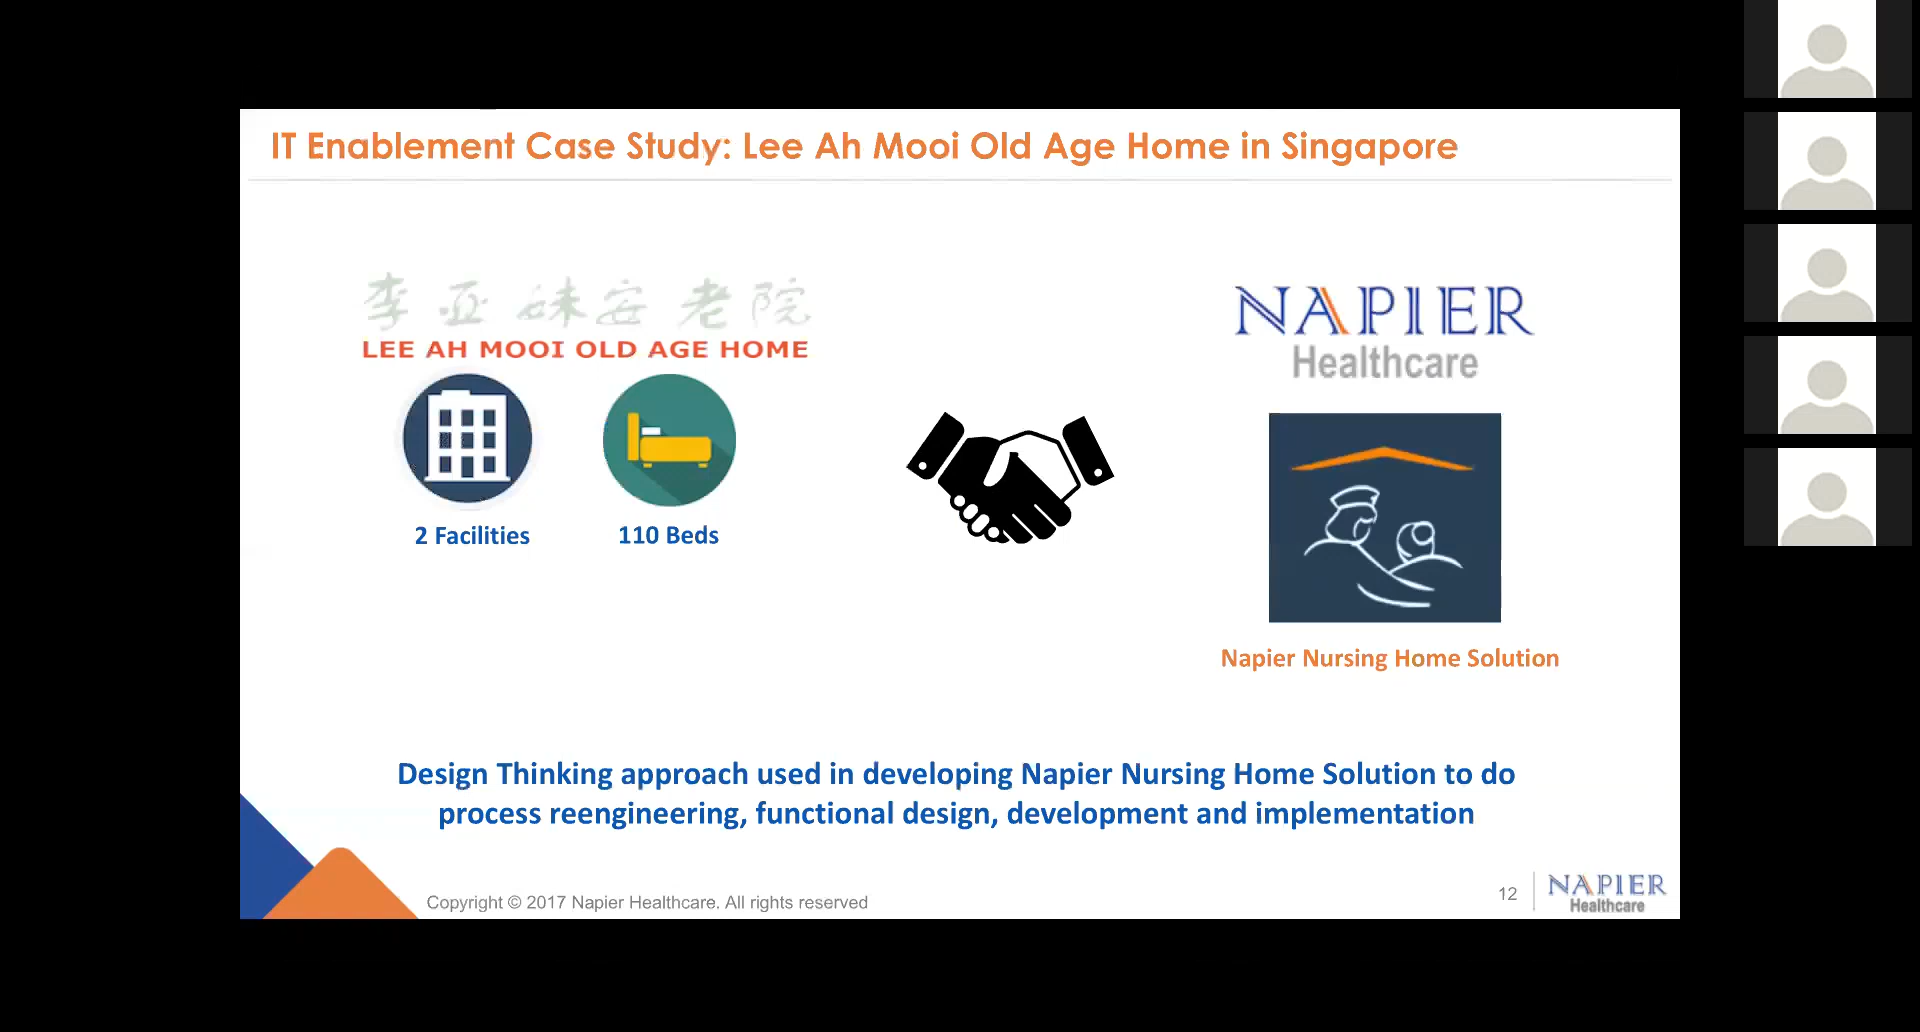 IT Enablement Case Study: Lee Ah Mooi Old Age Home in Singapore
李亚妹安老院
LEE AH MOOI OLD AGE HOME
2 Facilities
110 Beds
NAPIER
Healthcare
Napier Nursing Home Solution
Design Thinking approach used in developing Napier Nursing Home Solution to do
process reengineering, functional design, development and implementation
Copyright © 2017 Napier Healthcare. All rights reserved
12
NAPIER
Healthcare